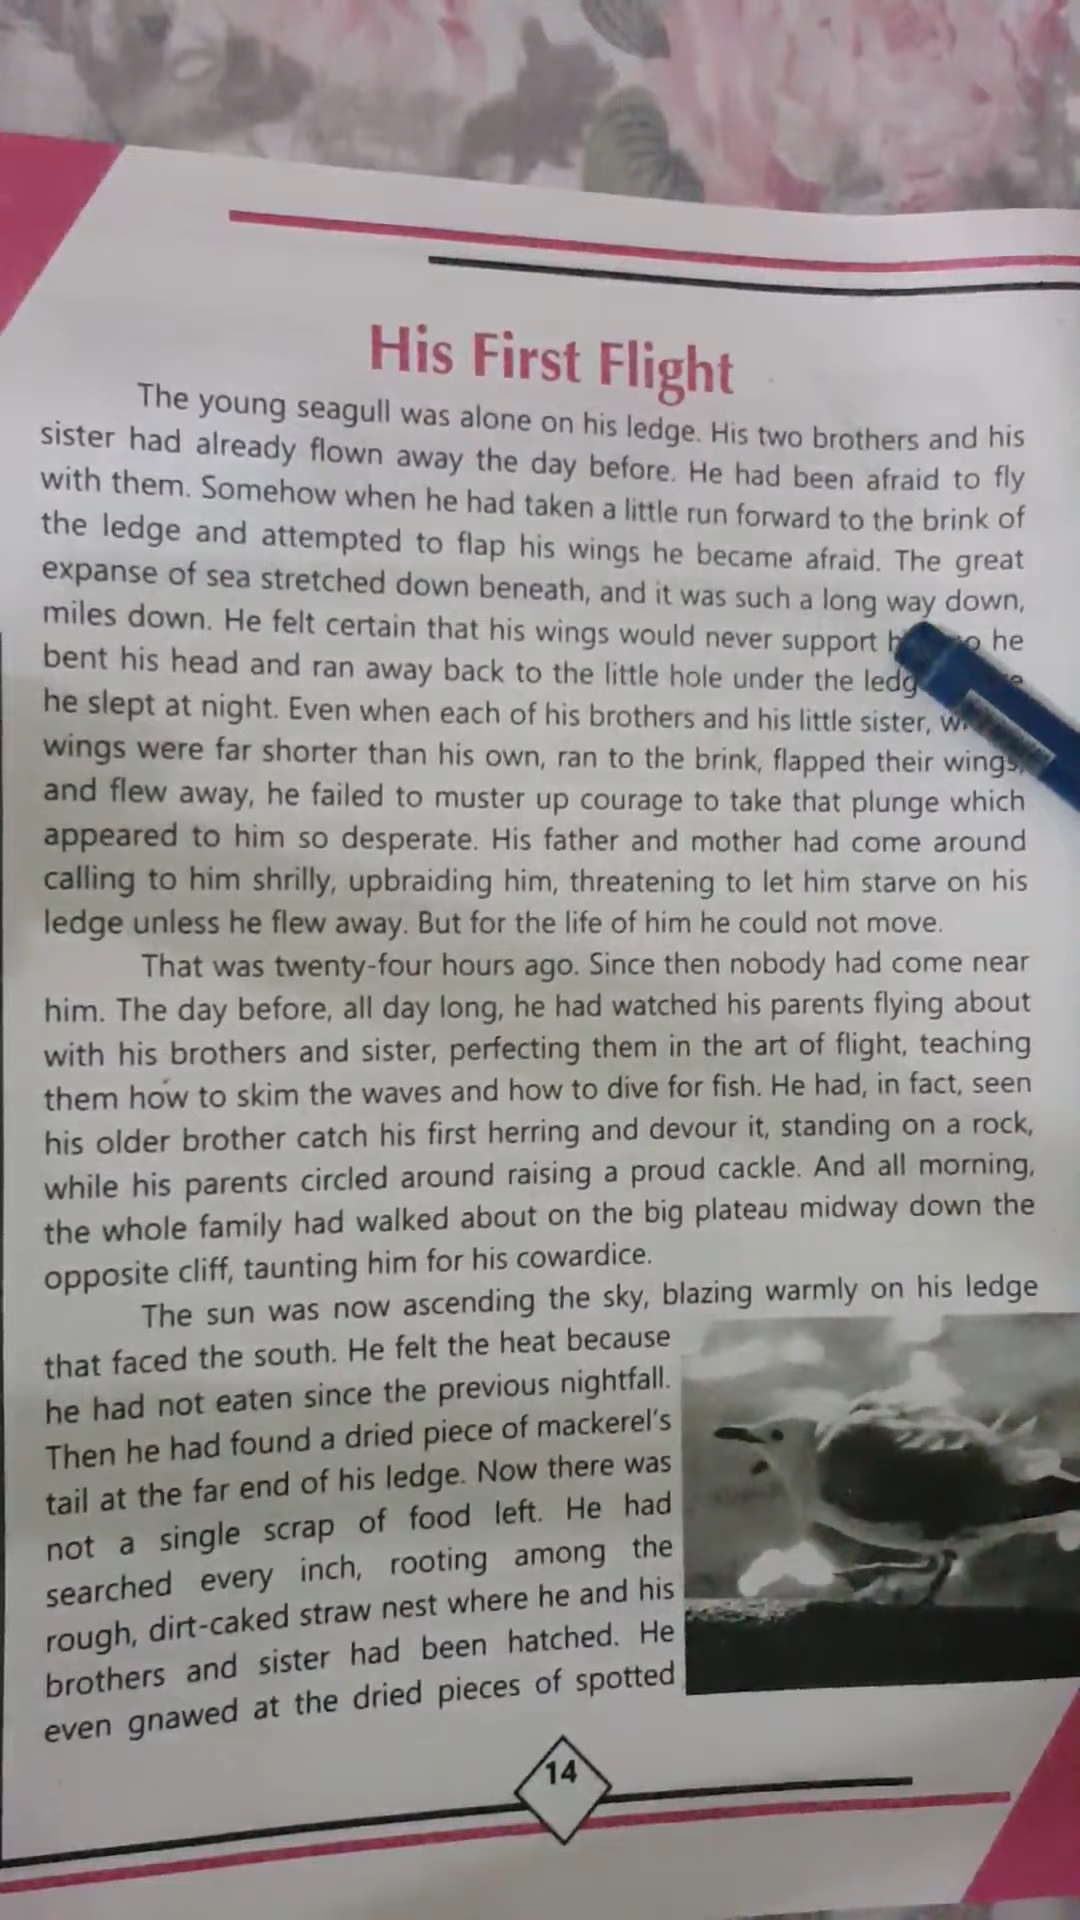 His First Flight
The young seagull was alone on his ledge. His two brothers and his
sister had already flown away the day before. He had been afraid to fly
with them. Somehow when he had taken a little run forward to the brink of
the ledge and attempted to flap his wings he became afraid. The great
expanse of sea stretched down beneath, and it was such a long way down,
miles down. He felt certain that his wings would never support he
bent his head and ran away back to the little hole under the
he slept at night. Even when each of his brothers and his little sister,
wings were far shorter than his own, ran to the brink, flapped their wings,
and flew away, he failed to muster up courage to take that plunge which
appeared to him so desperate. His father and mother had come around
calling to him shrilly, upbraiding him, threatening to let him starve on his
ledge unless he flew away. But for the life of him he could not move.
That was twenty-four hours ago. Since then nobody had come near
him. The day before, all day long, he had watched his parents flying about
with his brothers and sister, perfecting them in the art of flight, teaching
them how to skim the waves and how to dive for fish. He had, in fact, seen
his older brother catch his first herring and devour it, standing on a rock,
while his parents circled around raising a proud cackle. And all morning,
the whole family had walked about on the big plateau midway down the
opposite cliff, taunting him for his cowardice.
The sun was now ascending the sky, blazing warmly on his ledge
that faced the south. He felt the heat because
he had not eaten since the previous nightfall.
Then he had found a dried piece of mackerel's
tail at the far end of his ledge. Now there was
not a single scrap of food left. He had
searched every inch, rooting among the
rough, dirt-caked straw nest where he and his
brothers and sister had been hatched. He
even gnawed at the dried pieces of spotted
14